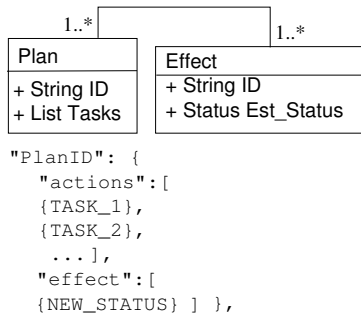 1..*
1..*
Plan
+ String ID
+ List Tasks
Effect
+ String ID
+ Status Est_Status
"PlanID": {
"actions":[
{TASK_1},
{TASK_2},
... ],
"effect":[
{NEW_STATUS} ] },